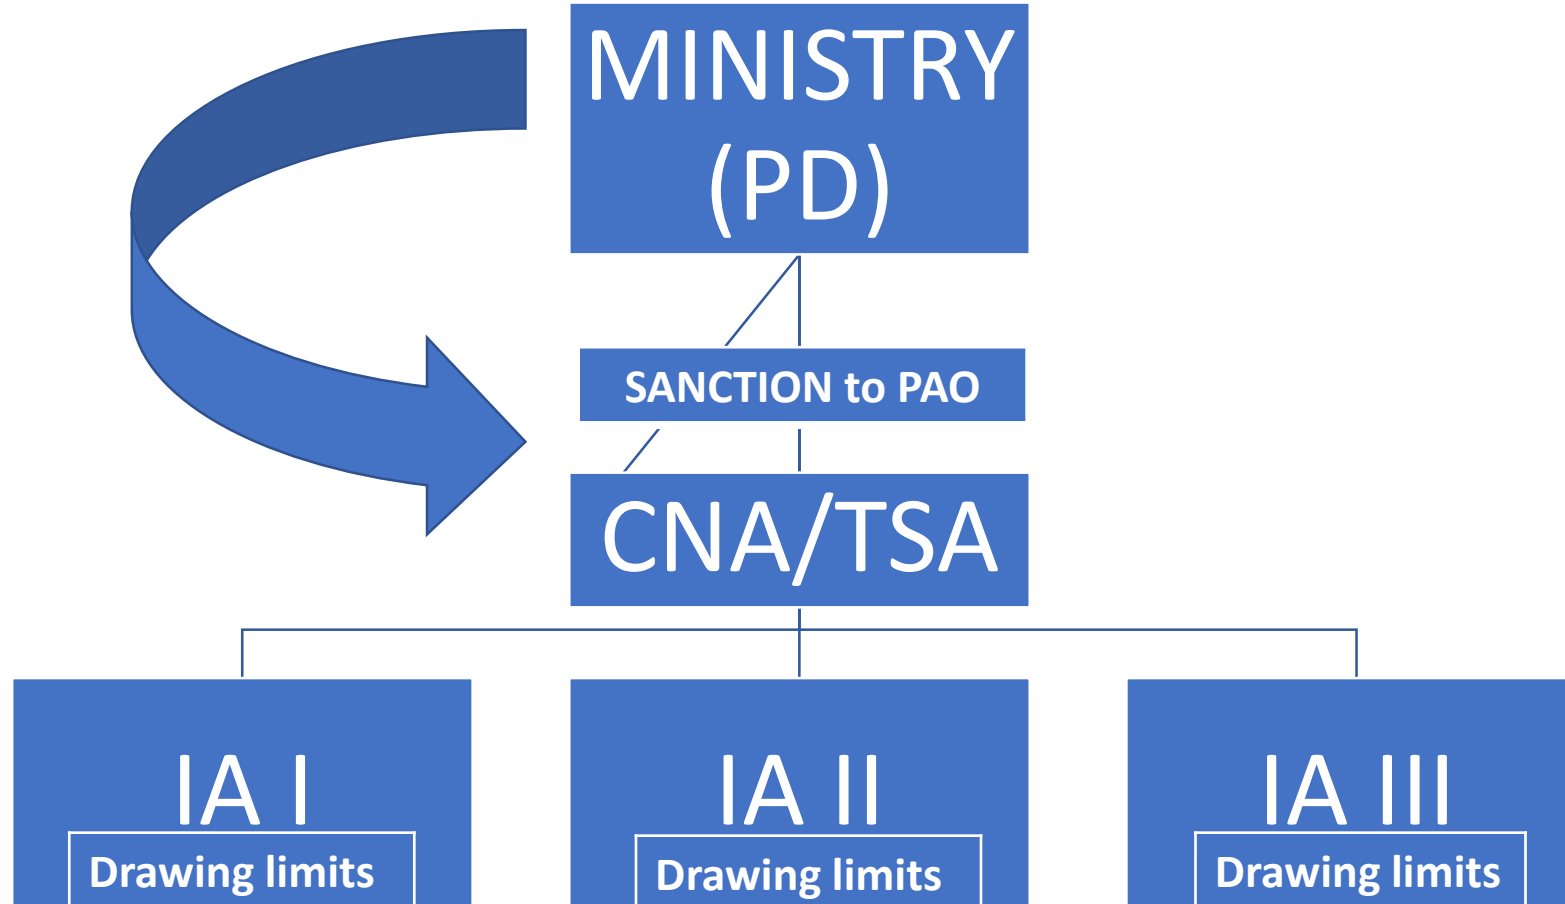 MINISTRY
(PD)
SANCTION to PAO
CNA/TSA
IA I
IA II
IA III
Drawing limits
Drawing limits
Drawing limits